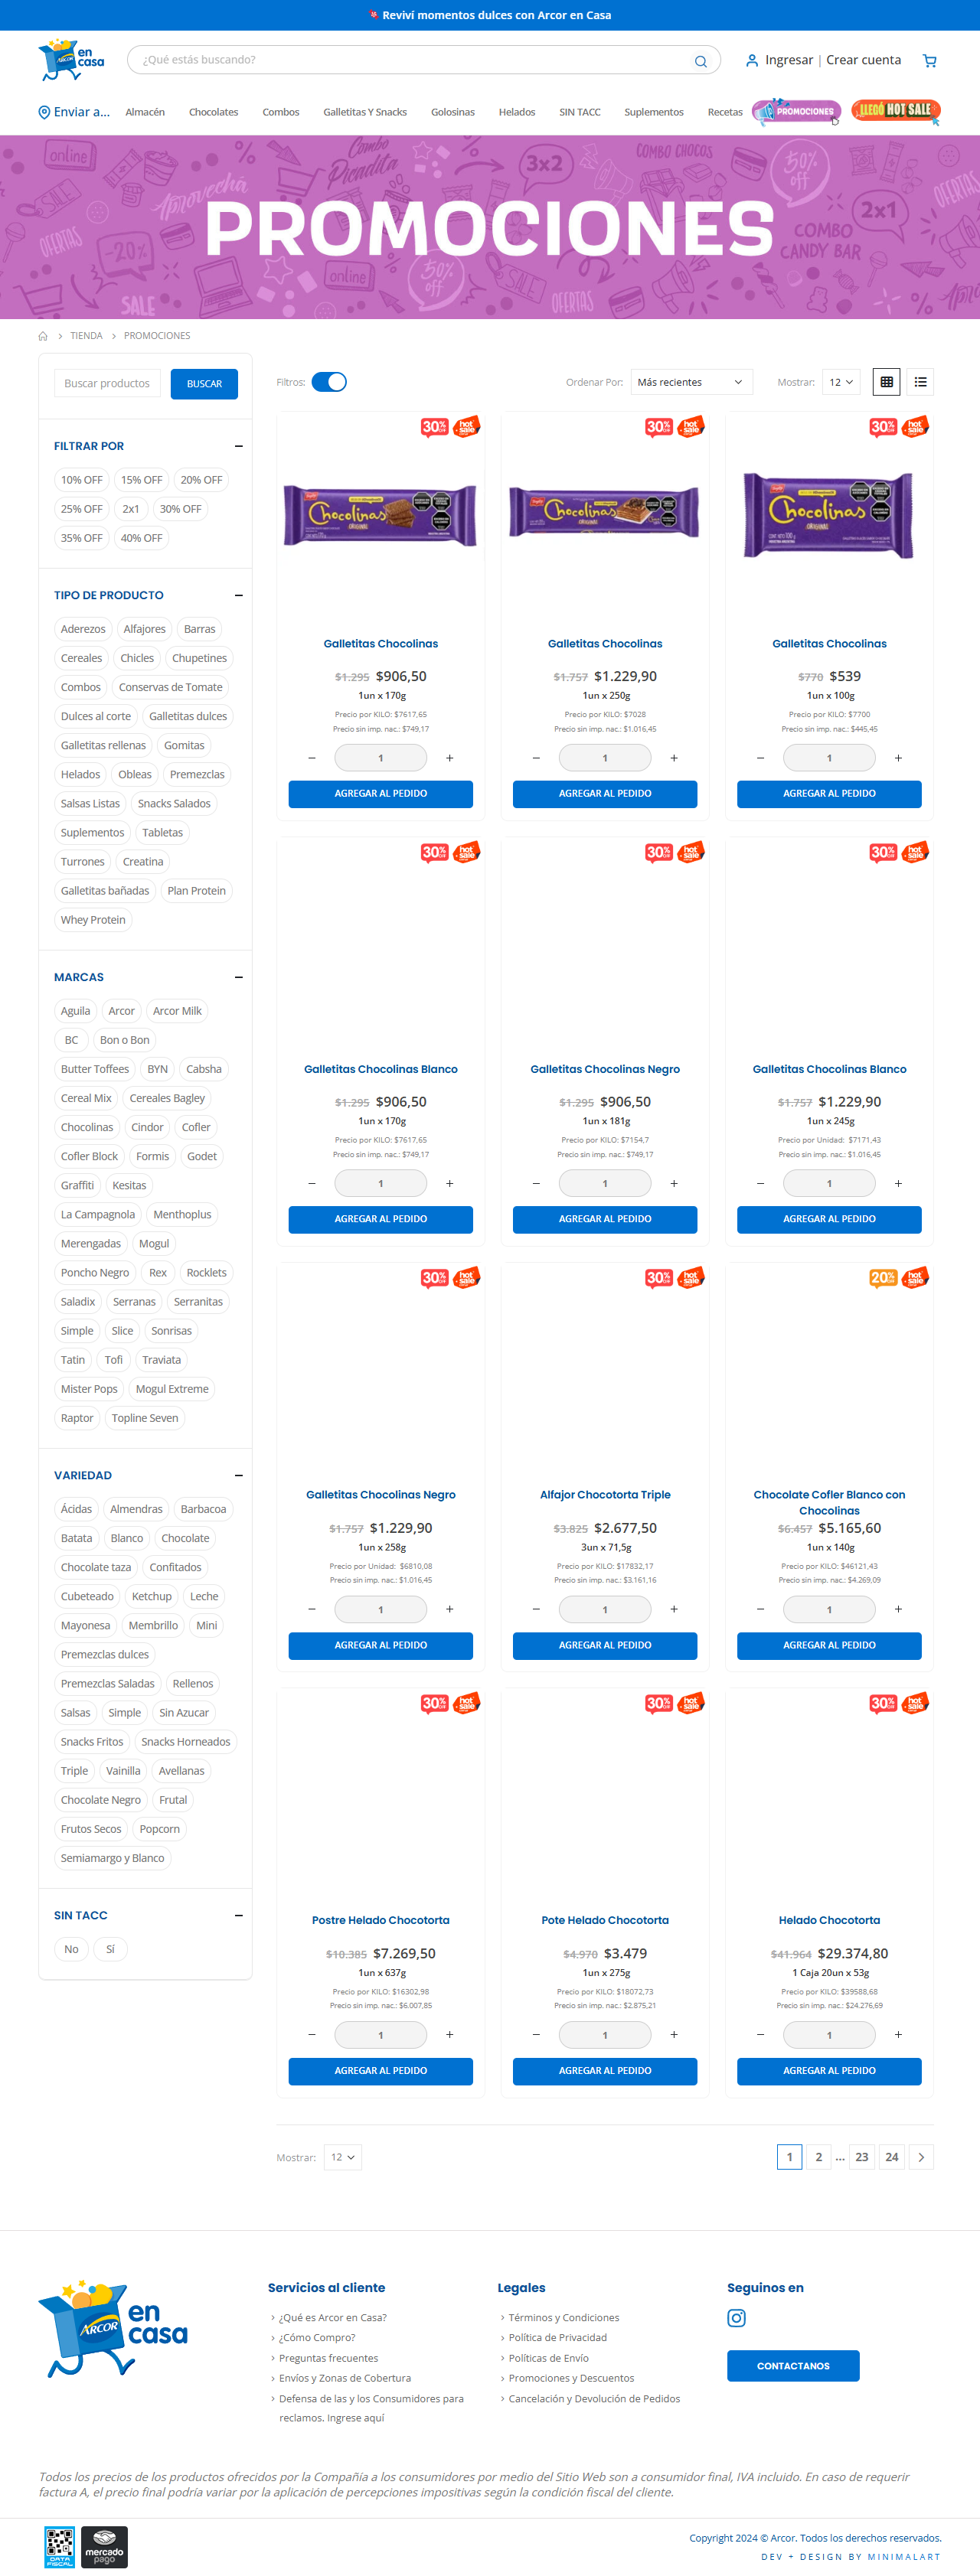 Reviví momentos dulces con Arcor en Casa
ARCOR en casa
¿Qué estás buscando?
Ingresar | Crear cuenta
Enviar a...
Almacén
Chocolates
Combos
Galletitas Y Snacks
Golosinas
Helados
SIN TACC
Suplementos
Recetas
PROMOCIONES
LLEGÓ HOT SALE
PROMOCIONES
TIENDA > PROMOCIONES
Buscar productos
BUSCAR
FILTRAR POR
10% OFF 15% OFF 20% OFF
25% OFF 2x1 30% OFF
35% OFF 40% OFF
TIPO DE PRODUCTO
Aderezos Alfajores Barras
Cereales Chicles Chupetines
Combos Conservas de Tomate
Dulces al corte Galletitas dulces
Galletitas rellenas Gomitas
Helados Obleas Premezclas
Salsas Listas Snacks Salados
Suplementos Tabletas
Turrones Creatina
Galletitas bañadas Plan Protein
Whey Protein
MARCAS
Aguila Arcor Arcor Milk
BC Bon o Bon
Butter Toffees BYN Cabsha
Cereal Mix Cereales Bagley
Chocolinas Cindor Cofler
Cofler Block Formis Godet
Graffiti Kesitas
La Campagnola Menthoplus
Merengadas Mogul
Poncho Negro Rex Rocklets
Saladix Serranas Serranitas
Simple Slice Sonrisas
Tatin Tofi Traviata
Mister Pops Mogul Extreme
Raptor Topline Seven
VARIEDAD
Ácidas Almendras Barbacoa
Batata Blanco Chocolate
Chocolate taza Confitados
Cubeteado Ketchup Leche
Mayonesa Membrillo Mini
Premezclas dulces
Premezclas Saladas Rellenos
Salsas Simple Sin Azucar
Snacks Fritos Snacks Horneados
Triple Vainilla Avellanas
Chocolate Negro Frutal
Frutos Secos Popcorn
Semiamargo y Blanco
SIN TACC
No Sí
Filtros:
Ordenar Por: Más recientes
Mostrar: 12
30% OFF hot sale
Chocolinas
ORIGINAL
Galletitas Chocolinas
$1.295 $906,50
1un x 170g
Precio por KILO: $7617,65
Precio sin imp. nac.: $749,17
1
AGREGAR AL PEDIDO
30% OFF hot sale
Chocolinas
ORIGINAL
Galletitas Chocolinas
$1.757 $1.229,90
1un x 250g
Precio por KILO: $7028
Precio sin imp. nac.: $1.016,45
1
AGREGAR AL PEDIDO
30% OFF hot sale
Chocolinas
ORIGINAL
Galletitas Chocolinas
$770 $539
1un x 100g
Precio por KILO: $7700
Precio sin imp. nac.: $445,45
1
AGREGAR AL PEDIDO
30% OFF hot sale
Galletitas Chocolinas Blanco
$1.295 $906,50
1un x 170g
Precio por KILO: $7617,65
Precio sin imp. nac.: $749,17
1
AGREGAR AL PEDIDO
30% OFF hot sale
Galletitas Chocolinas Negro
$1.295 $906,50
1un x 181g
Precio por KILO: $7154,7
Precio sin imp. nac.: $749,17
1
AGREGAR AL PEDIDO
30% OFF hot sale
Galletitas Chocolinas Blanco
$1.757 $1.229,90
1un x 245g
Precio por Unidad: $7171,43
Precio sin imp. nac.: $1.016,45
1
AGREGAR AL PEDIDO
30% OFF hot sale
Galletitas Chocolinas Negro
$1.757 $1.229,90
1un x 258g
Precio por Unidad: $6810,08
Precio sin imp. nac.: $1.016,45
1
AGREGAR AL PEDIDO
30% OFF hot sale
Alfajor Chocotorta Triple
$3.825 $2.677,50
3un x 71,5g
Precio por KILO: $17832,17
Precio sin imp. nac.: $3.161,16
1
AGREGAR AL PEDIDO
20% OFF hot sale
Chocolate Cofler Blanco con
Chocolinas
$6.457 $5.165,60
1un x 140g
Precio por KILO: $46121,43
Precio sin imp. nac.: $4.269,09
1
AGREGAR AL PEDIDO
30% OFF hot sale
Postre Helado Chocotorta
$10.385 $7.269,50
1un x 637g
Precio por KILO: $16302,98
Precio sin imp. nac.: $6.007,85
1
AGREGAR AL PEDIDO
30% OFF hot sale
Pote Helado Chocotorta
$4.970 $3.479
1un x 275g
Precio por KILO: $18072,73
Precio sin imp. nac.: $2.875,21
1
AGREGAR AL PEDIDO
30% OFF hot sale
Helado Chocotorta
$41.964 $29.374,80
1 Caja 20un x 53g
Precio por KILO: $39588,68
Precio sin imp. nac.: $24.276,69
1
AGREGAR AL PEDIDO
Mostrar: 12
1 2 ... 23 24
ARCOR en casa
Servicios al cliente
¿Qué es Arcor en Casa?
¿Cómo Compro?
Preguntas frecuentes
Envíos y Zonas de Cobertura
Defensa de las y los Consumidores para
reclamos. Ingrese aquí
Legales
Términos y Condiciones
Política de Privacidad
Políticas de Envío
Promociones y Descuentos
Cancelación y Devolución de Pedidos
Seguinos en
CONTACTANOS
Todos los precios de los productos ofrecidos por la Compañía a los consumidores por medio del Sitio Web son a consumidor final, IVA incluido. En caso de requerir
factura A, el precio final podría variar por la aplicación de percepciones impositivas según la condición fiscal del cliente.
DATA FISCAL
mercado pago
Copyright 2024 © Arcor. Todos los derechos reservados.
DEV + DESIGN BY MINIMALART